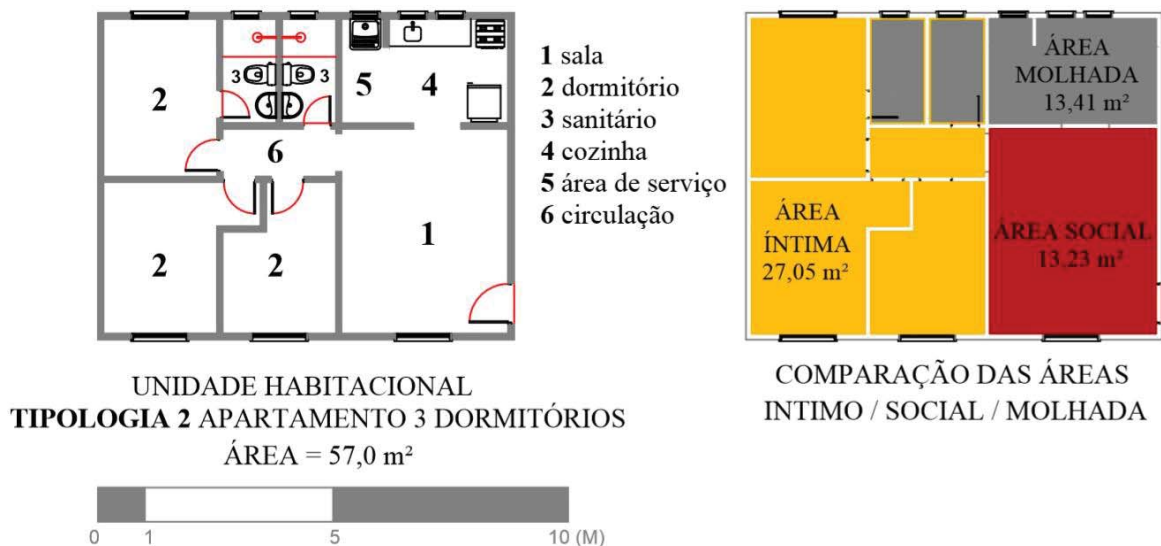 2
3
3
5
4
6
1
2
2
1 sala
2 dormitório
3 sanitário
4 cozinha
5 área de serviço
6 circulação
UNIDADE HABITACIONAL
TIPOLOGIA 2 APARTAMENTO 3 DORMITÓRIOS
ÁREA = 57,0 m²
0 1 5 10 (M)
ÁREA
MOLHADA
13,41 m²
ÁREA
ÍNTIMA
27,05 m²
ÁREA SOCIAL
13,23 m²
COMPARAÇÃO DAS ÁREAS
INTIMO / SOCIAL / MOLHADA